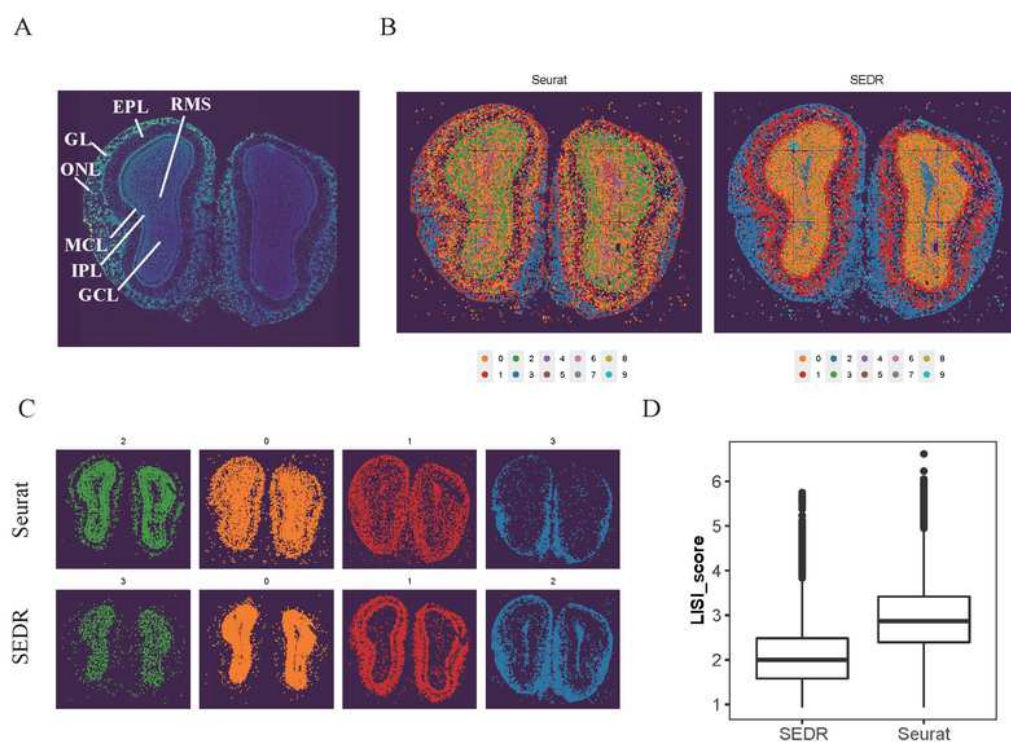 A
B
EPL
RMS
GL
ONL
MCL
IPL
GCL
Seurat
SEDR
0 2 4 6 8
1 3 5 7 9
0 2 4 6 8
1 3 5 7 9
C
D
Seurat
2
0
1
3
SEDR
3
0
1
2
LISI_score
6
5
4
3
2
1
SEDR
Seurat